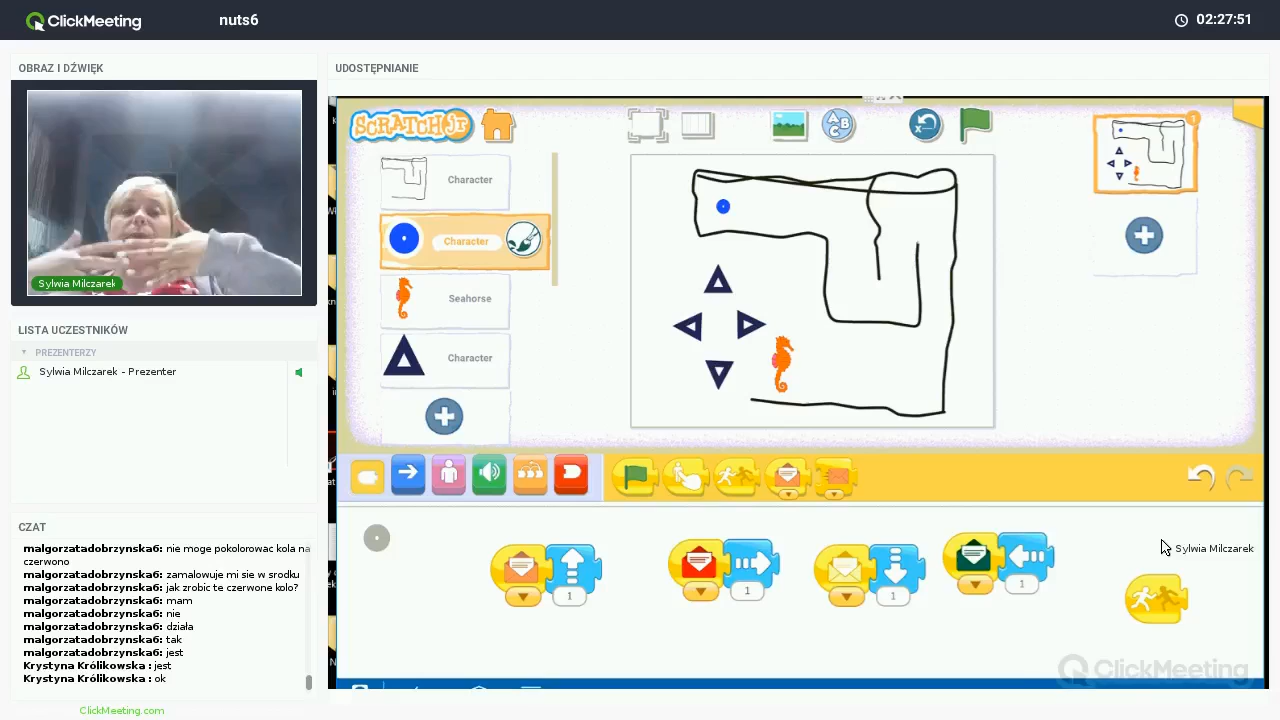 ClickMeeting
nuts6
02:27:51
OBRAZ I DŹWIĘK
Sylwia Milczarek
LISTA UCZESTNIKÓW
PREZENTERZY
Sylwia Milczarek - Prezenter
CZAT
malgorzatadobrzynska6: nie moge pokolorowac kola na
czerwono
malgorzatadobrzynska6: zamalowuje mi sie w srodku
malgorzatadobrzynska6: jak zrobic te czerwone kolo?
malgorzatadobrzynska6: mam
malgorzatadobrzynska6: nie
malgorzatadobrzynska6: działa
malgorzatadobrzynska6: tak
malgorzatadobrzynska6: jest
Krystyna Królikowska : jest
Krystyna Królikowska : ok
ClickMeeting.com
UDOSTĘPNIANIE
SCRATCHJr
ABC
1
Character
Character
Seahorse
Character
Sylwia Milczarek
1
1
1
1
ClickMeeting